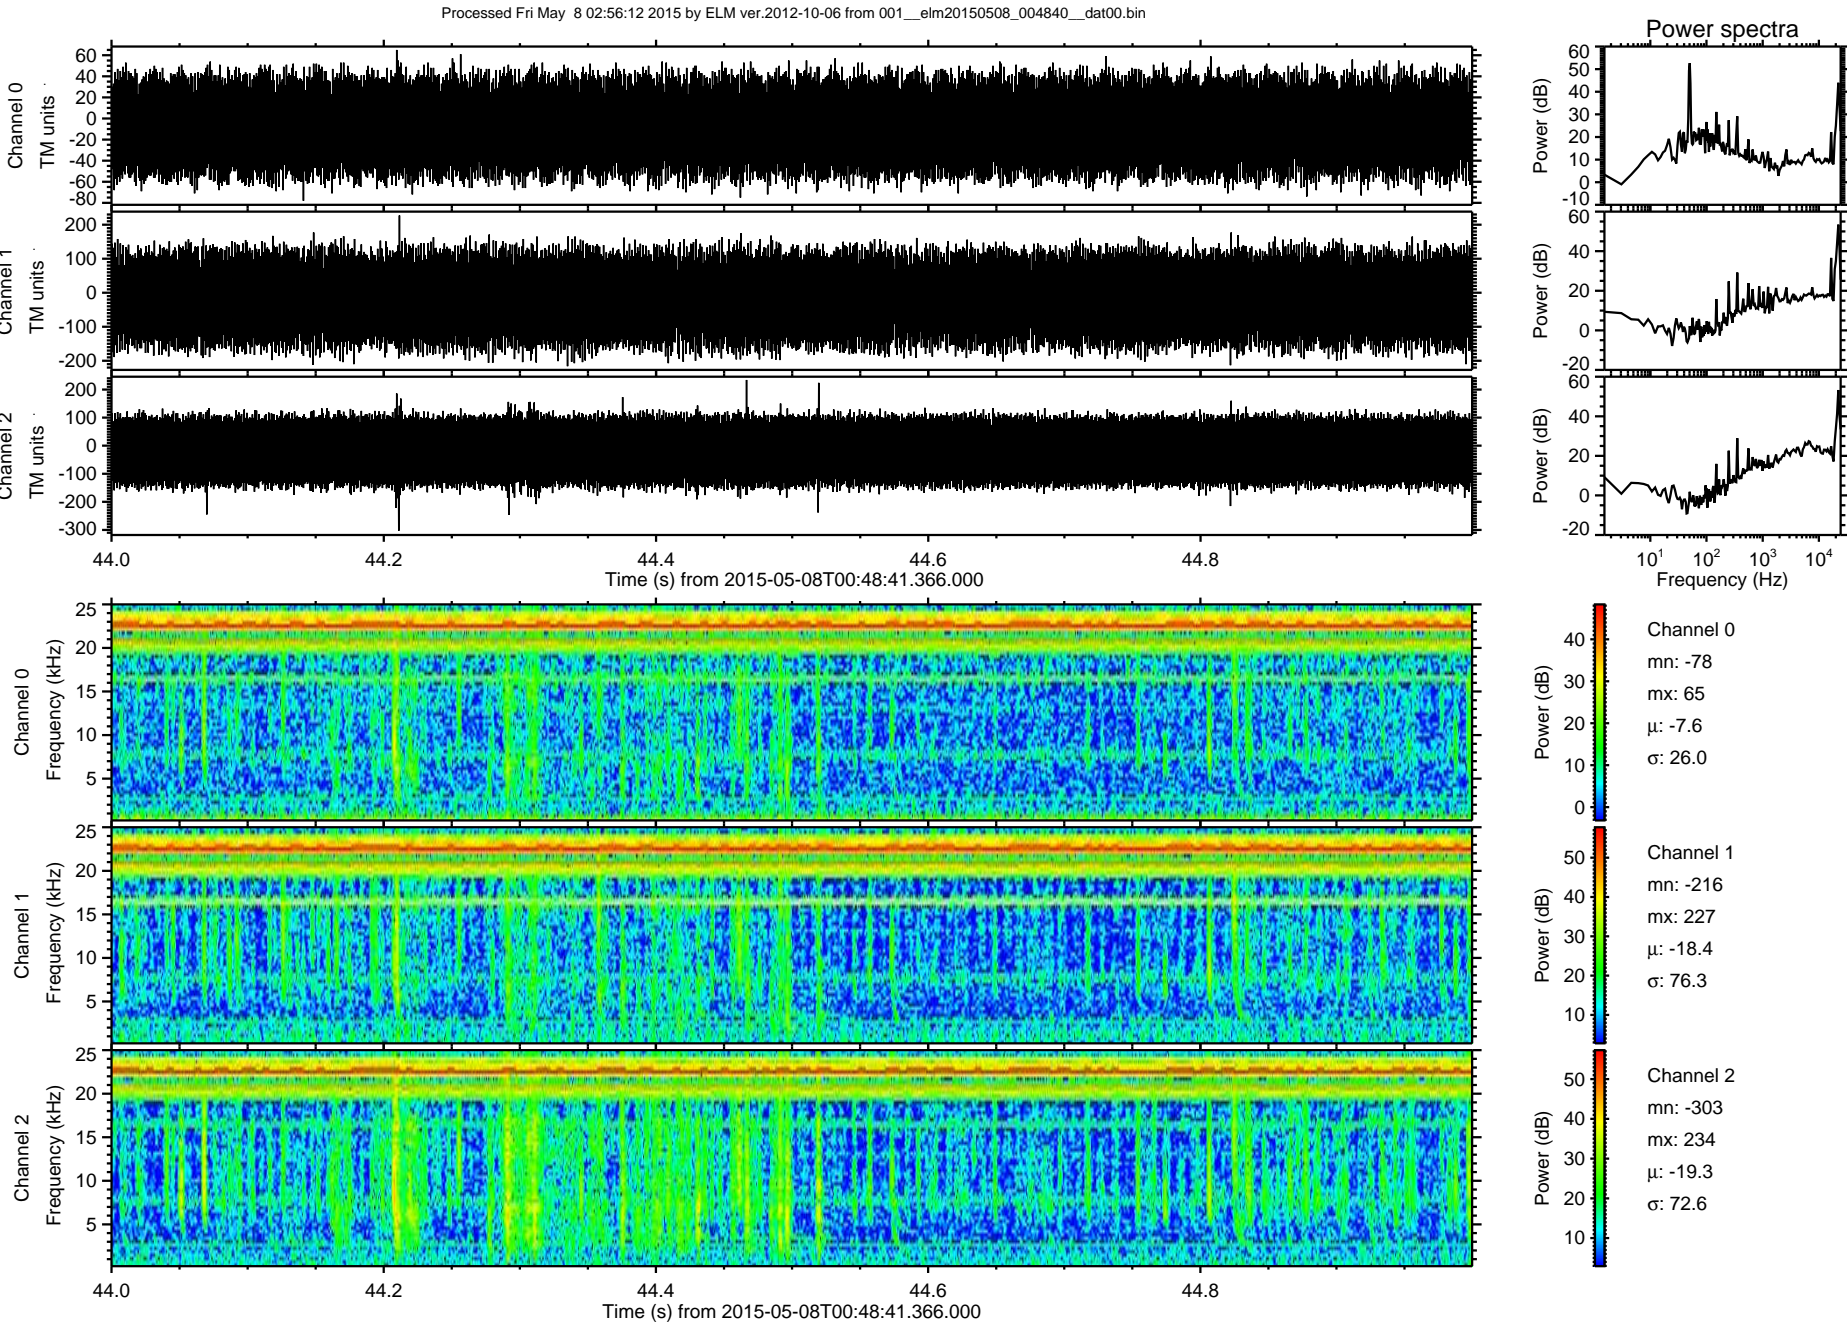 Processed Fri May  8 02:56:12 2015 by ELM ver.2012-10-06 from 001__elm20150508_004840__dat00.bin
Power spectra
Channel 0
TM units
60
40
20
0
-20
-40
-60
-80
Power (dB)
60
50
40
30
20
10
0
-10
Channel 1
TM units
200
100
0
-100
-200
Power (dB)
60
40
20
0
-20
Channel 2
TM units
200
100
0
-100
-200
-300
Power (dB)
60
40
20
0
-20
44.0 44.2 44.4 44.6 44.8
Time (s) from 2015-05-08T00:48:41.366.000
10¹ 10² 10³ 10⁴
Frequency (Hz)
Channel 0
Frequency (kHz)
25
20
15
10
5
Power (dB)
40
30
20
10
0
Channel 0
mn: -78
mx: 65
μ: -7.6
σ: 26.0
Channel 1
Frequency (kHz)
25
20
15
10
5
Power (dB)
50
40
30
20
10
Channel 1
mn: -216
mx: 227
μ: -18.4
σ: 76.3
Channel 2
Frequency (kHz)
25
20
15
10
5
Power (dB)
50
40
30
20
10
Channel 2
mn: -303
mx: 234
μ: -19.3
σ: 72.6
44.0 44.2 44.4 44.6 44.8
Time (s) from 2015-05-08T00:48:41.366.000